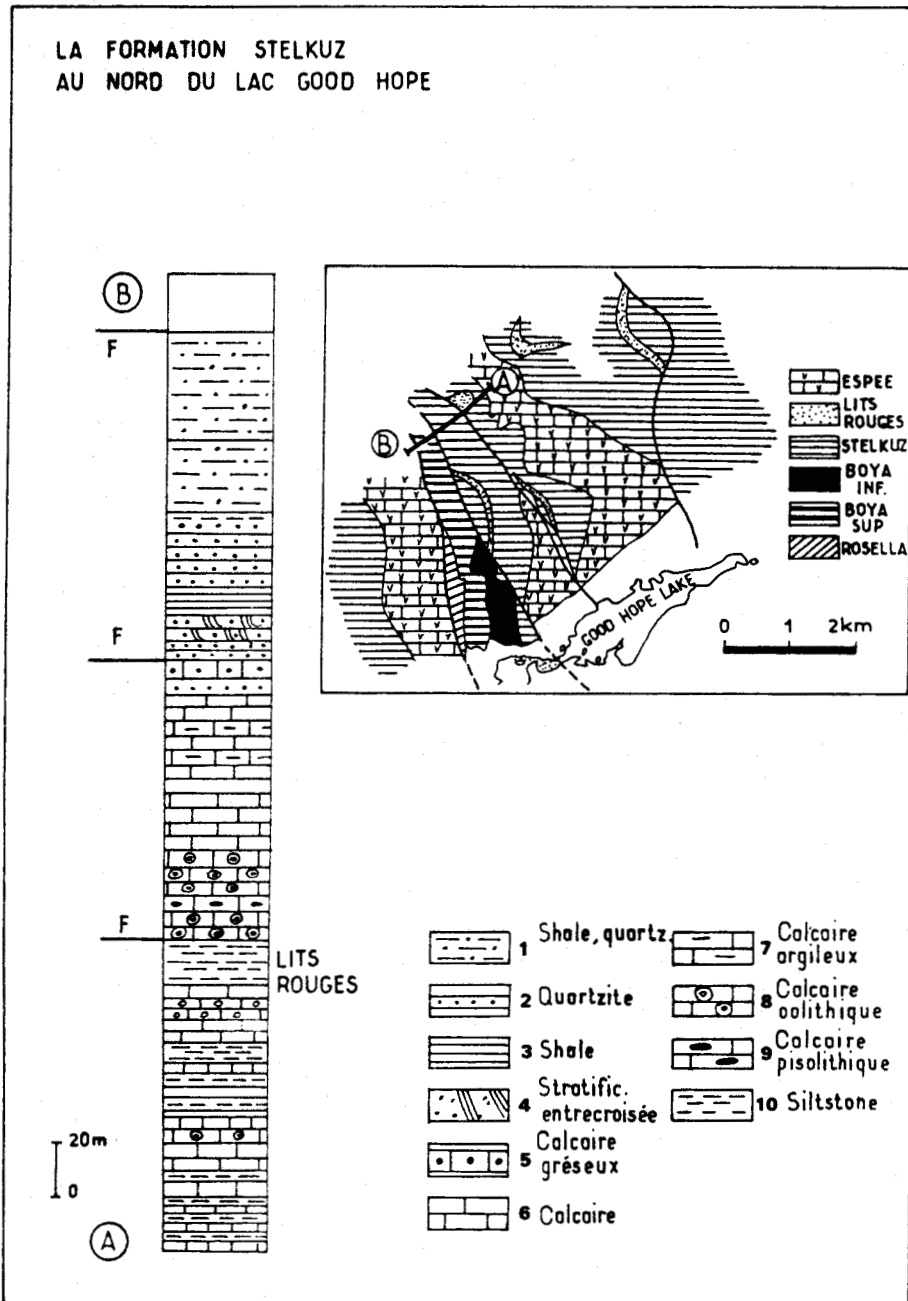 LA FORMATION STELKUZ
AU NORD DU LAC GOOD HOPE
B
F
F
F
LITS
ROUGES
20m
0
A
A
B
ESPEE
LITS
ROUGES
STELKUZ
BOYA
INF.
BOYA
SUP
ROSELLA
GOOD HOPE LAKE
0 1 2km
1 Shale, quartz.
2 Quartzite
3 Shale
4 Stratific.
entrecroisée
5 Calcaire
gréseux
6 Calcaire
7 Calcaire
argileux
8 Calcaire
oolithique
9 Calcaire
pisolithique
10 Siltstone